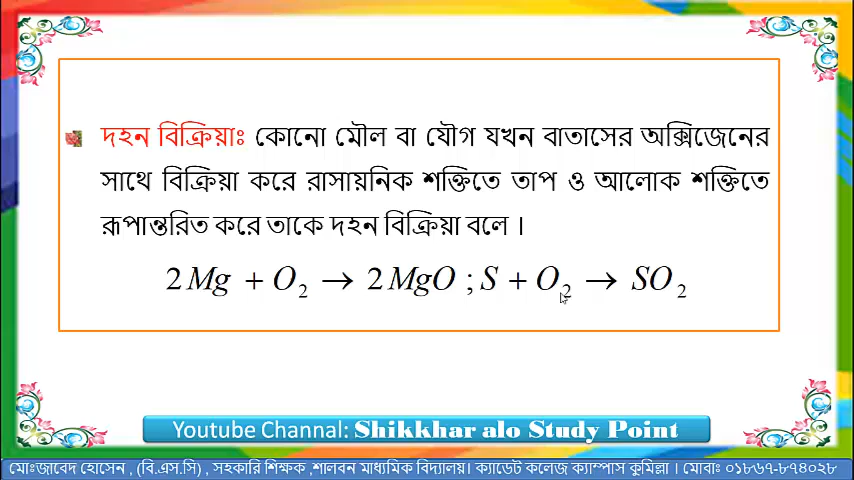 দহন বিক্রিয়াঃ কোনো মৌল বা যৌগ যখন বাতাসের অক্সিজেনের
সাথে বিক্রিয়া করে রাসায়নিক শক্তিতে তাপ ও আলোক শক্তিতে
রূপান্তরিত করে তাকে দহন বিক্রিয়া বলে।
2Mg + O₂ → 2MgO ; S + O₂ → SO₂
Youtube Channal: Shikkhar alo Study Point
মোঃজাবেদ হোসেন , (বি.এস.সি) , সহকারি শিক্ষক ,শালবন মাধ্যমিক বিদ্যালয়। ক্যাডেট কলেজ ক্যাম্পাস কুমিল্লা । মোবাঃ ০১৮৬৭-৮৭৪০২৮